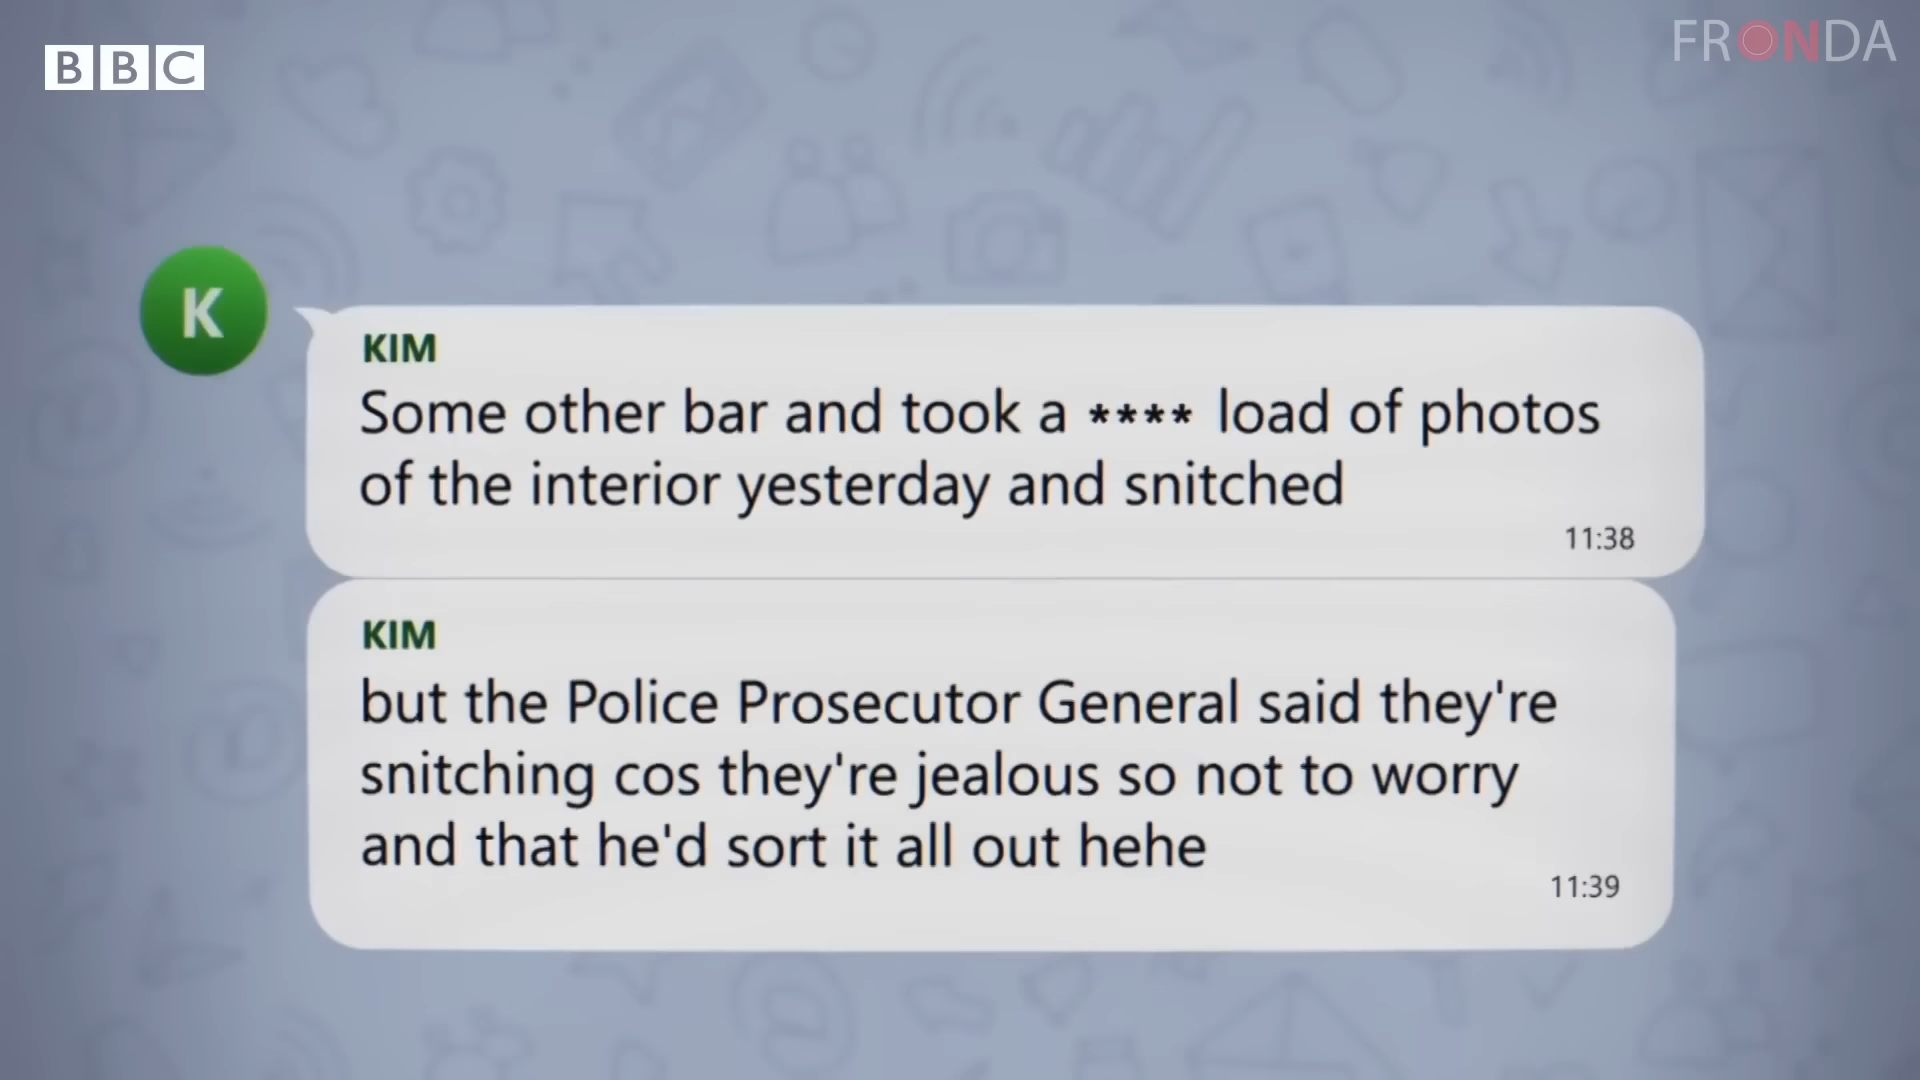 BBC
FRONDA
K
KIM
Some other bar and took a **** load of photos
of the interior yesterday and snitched
11:38
KIM
but the Police Prosecutor General said they're
snitching cos they're jealous so not to worry
and that he'd sort it all out hehe
11:39